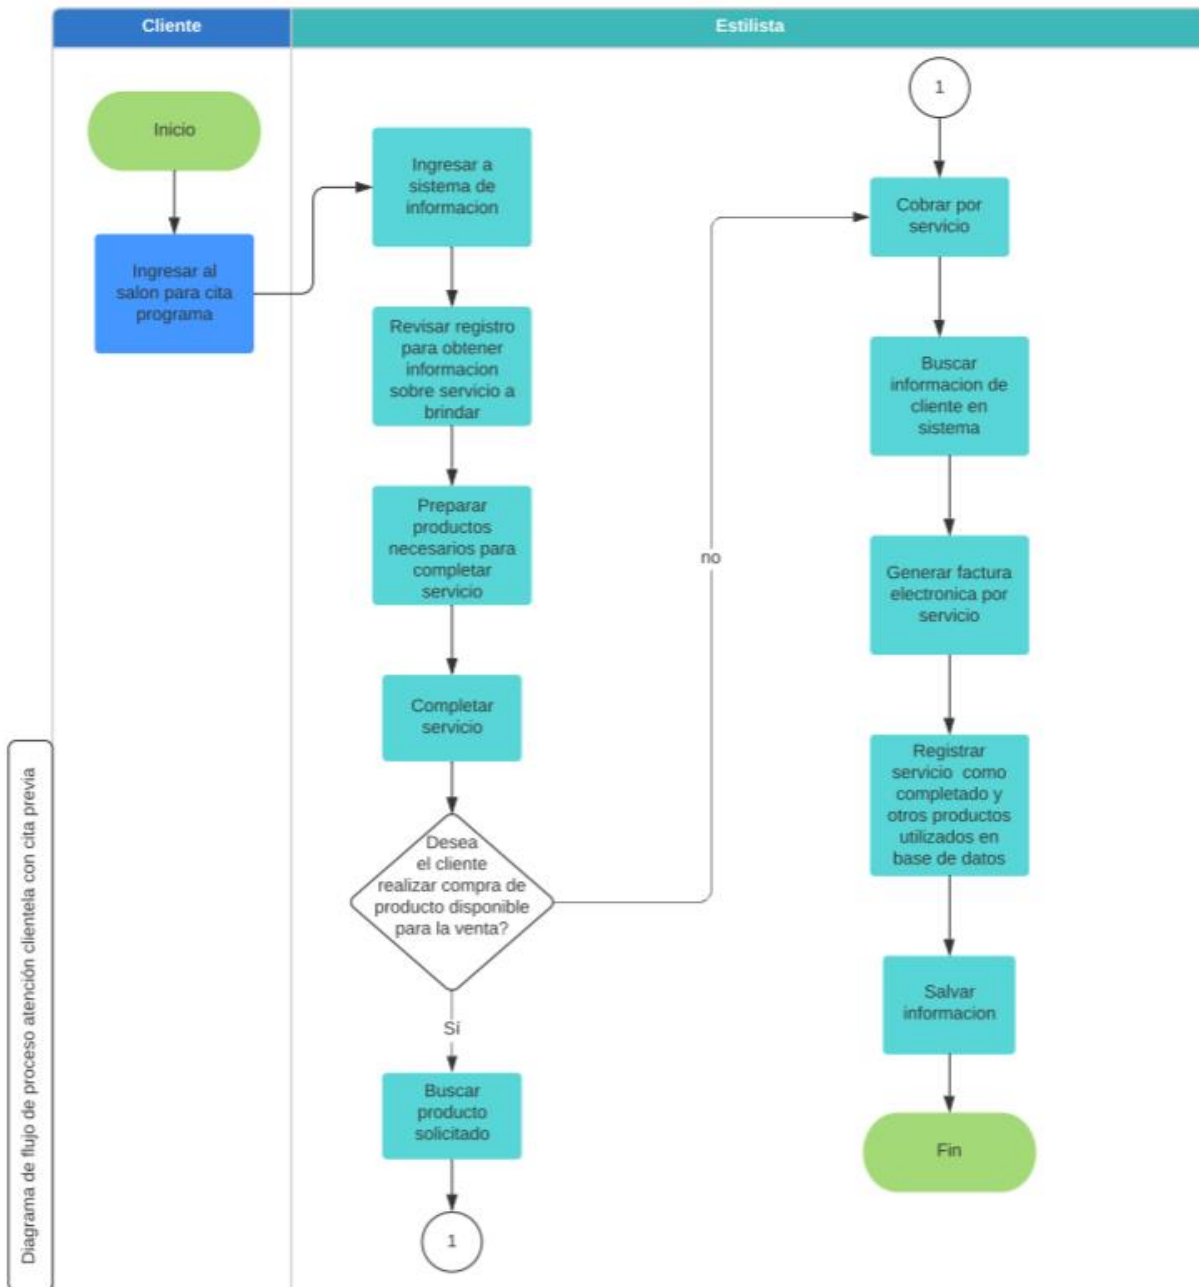 Cliente
Estilista
Inicio
Ingresar al
salon para cita
programa
Ingresar a
sistema de
informacion
Revisar registro
para obtener
informacion
sobre servicio a
brindar
Preparar
productos
necesarios para
completar
servicio
Completar
servicio
Desea
el cliente
realizar compra de
producto disponible
para la venta?
no
Sí
Buscar
producto
solicitado
1
1
Cobrar por
servicio
Buscar
informacion de
cliente en
sistema
Generar factura
electronica por
servicio
Registrar
servicio como
completado y
otros productos
utilizados en
base de datos
Salvar
informacion
Fin
Diagrama de flujo de proceso atención clientela con cita previa